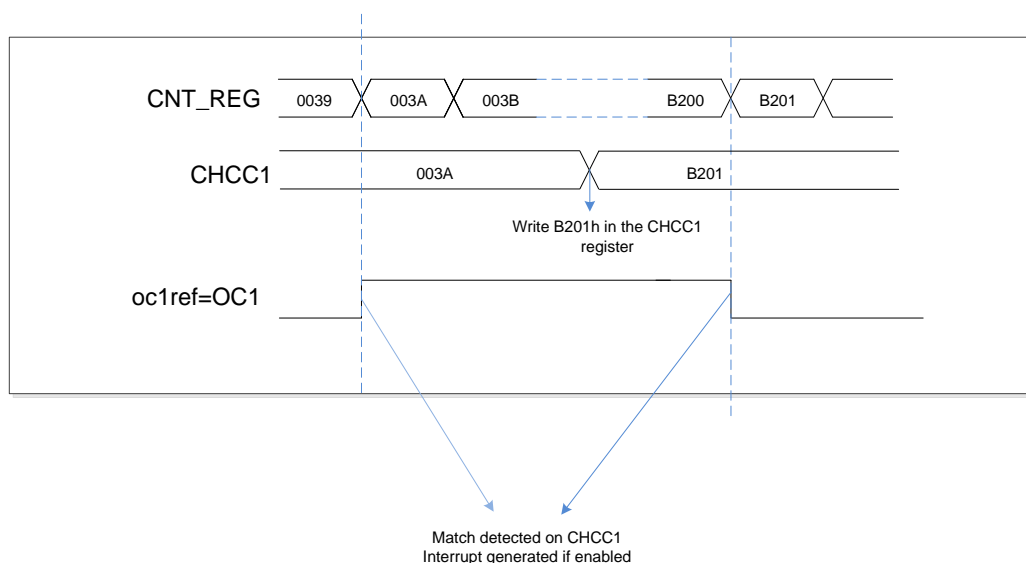 CNT_REG
0039
003A
003B
B200
B201
CHCC1
003A
B201
Write B201h in the CHCC1
register
oc1ref=OC1
Match detected on CHCC1
Interrupt generated if enabled